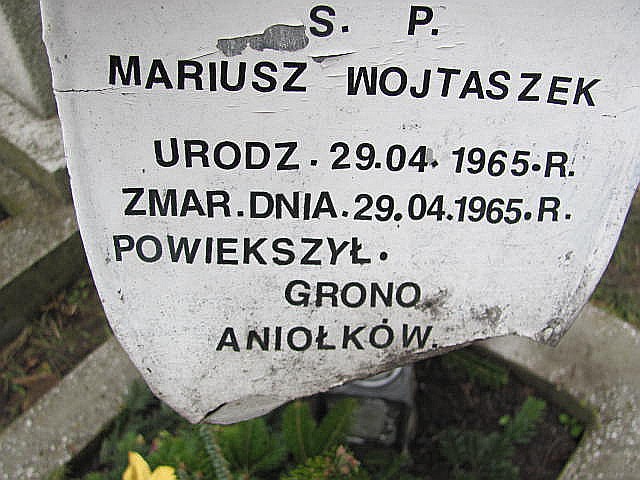 S. P.
MARIUSZ WOJTASZEK
URODZ. 29.04. 1965.R.
ZMAR. DNIA. 29.04.1965.R.
POWIEKSZYŁ.
GRONO
ANIOŁKÓW.